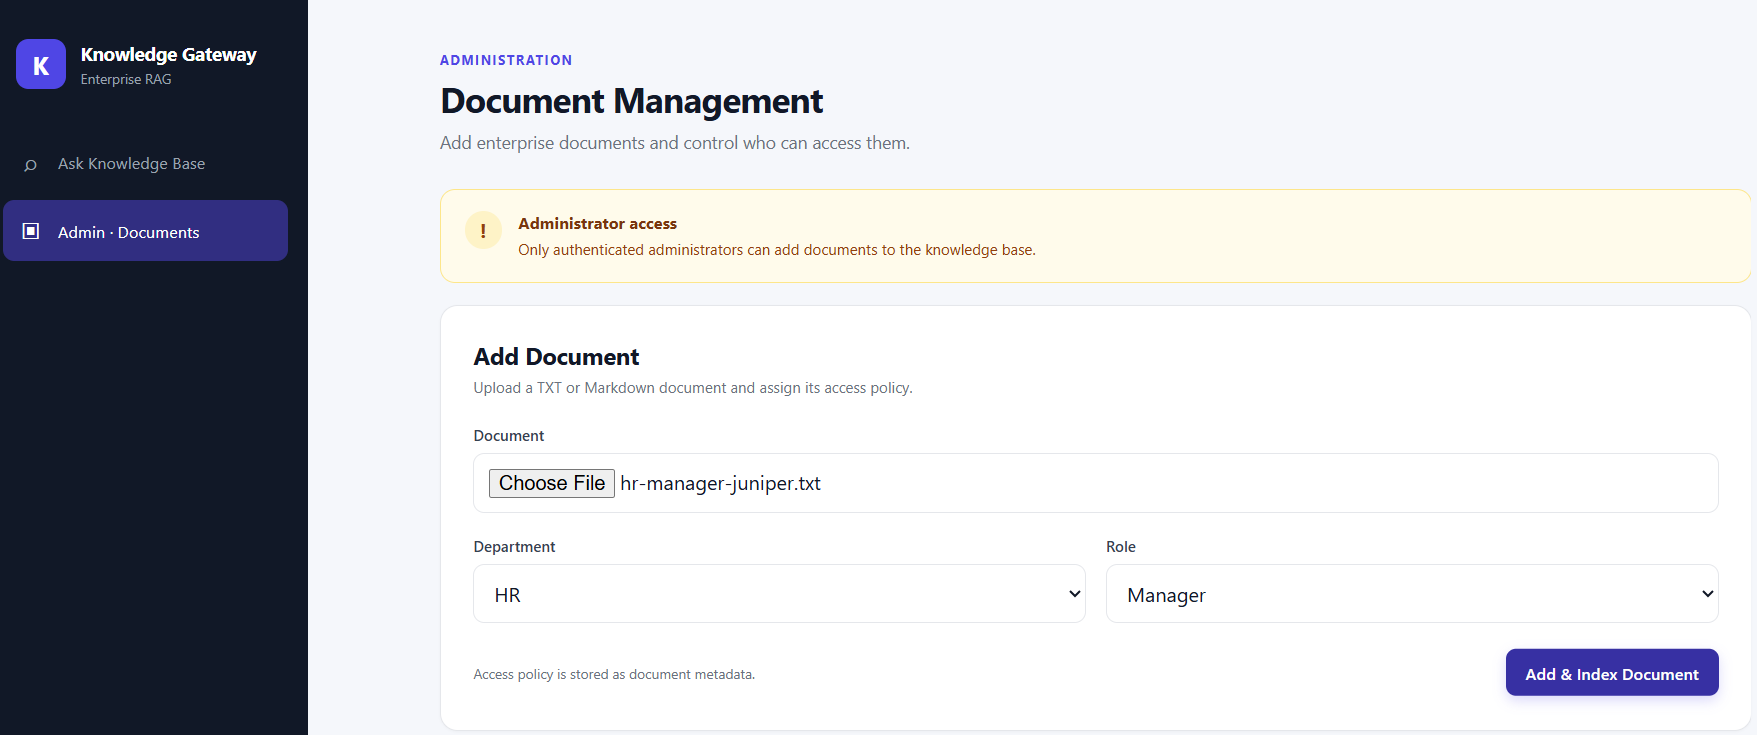 K
Knowledge Gateway
Enterprise RAG
Ask Knowledge Base
Admin · Documents
ADMINISTRATION
Document Management
Add enterprise documents and control who can access them.
!
Administrator access
Only authenticated administrators can add documents to the knowledge base.
Add Document
Upload a TXT or Markdown document and assign its access policy.
Document
Choose File hr-manager-juniper.txt
Department
Role
HR
Manager
Access policy is stored as document metadata.
Add & Index Document